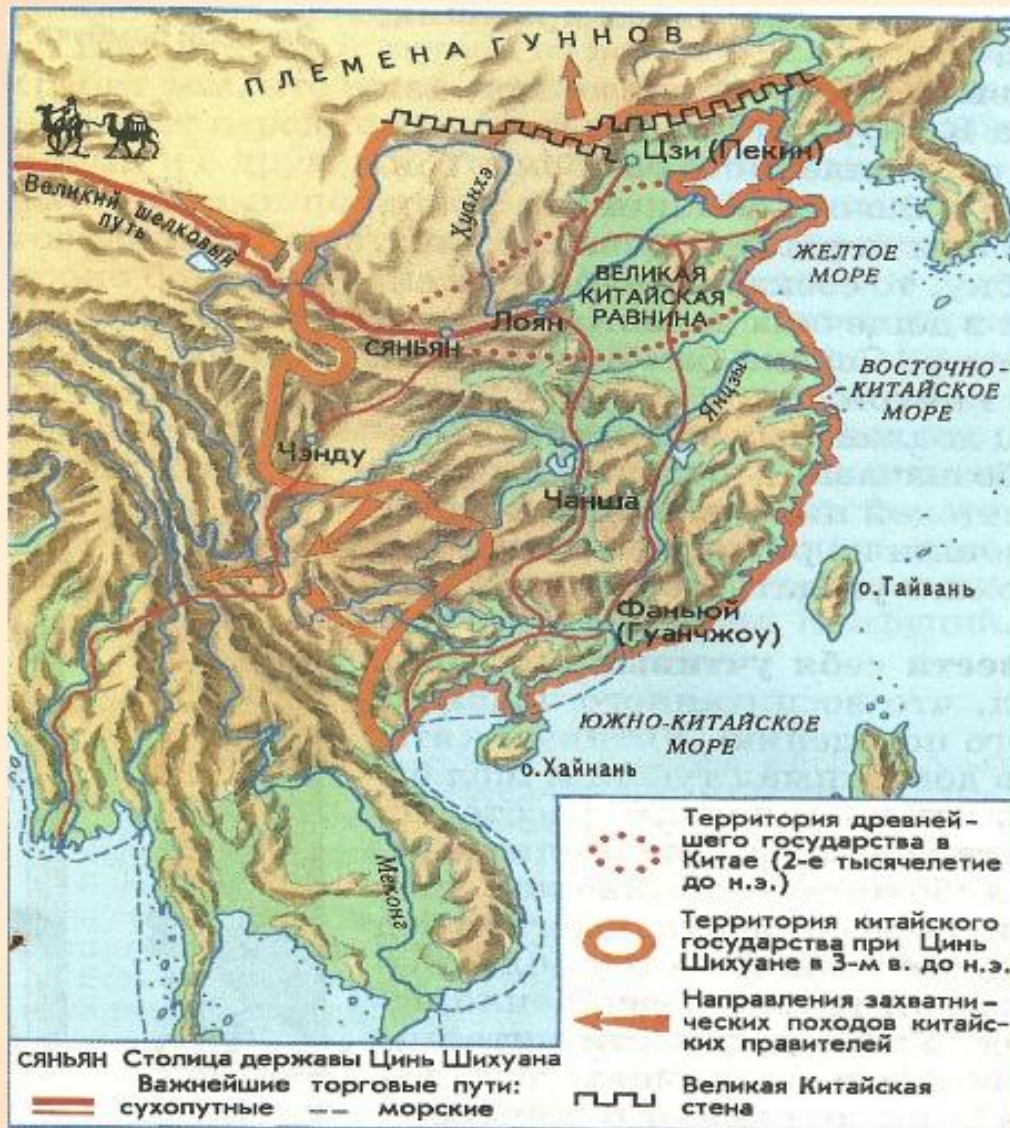 ПЛЕМЕНА ГУННОВ
Цзи (Пекин)
Великий шелковый
путь
Хуанхэ
ЖЕЛТОЕ
МОРЕ
ВЕЛИКАЯ
КИТАЙСКАЯ
РАВНИНА
Лоян
СЯНЬЯН
ВОСТОЧНО-
КИТАЙСКОЕ
МОРЕ
Янцзы
Чэнду
Чанша
о.Тайвань
Фаньюй
(Гуанчжоу)
ЮЖНО-КИТАЙСКОЕ
МОРЕ
о.Хайнань
Меконг
Территория древней-
шего государства в
Китае (2-е тысячелетие
до н.э.)
Территория китайского
государства при Цинь
Шихуане в 3-м в. до н.э.
Направления захватни-
ческих походов китайс-
ких правителей
Великая Китайская
стена
СЯНЬЯН Столица державы Цинь Шихуана
Важнейшие торговые пути:
сухопутные
морские